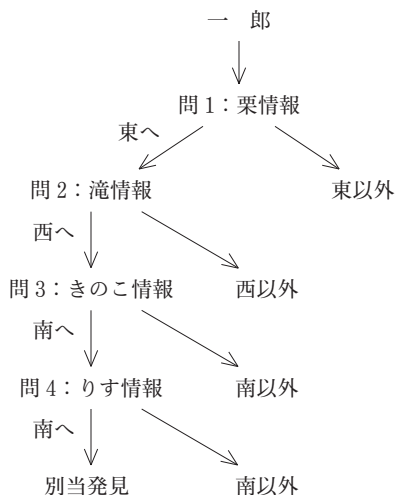 一 郎
問 1：栗情報
東へ
問 2：滝情報
東以外
西へ
問 3：きのこ情報
西以外
南へ
問 4：りす情報
南以外
南へ
別当発見
南以外